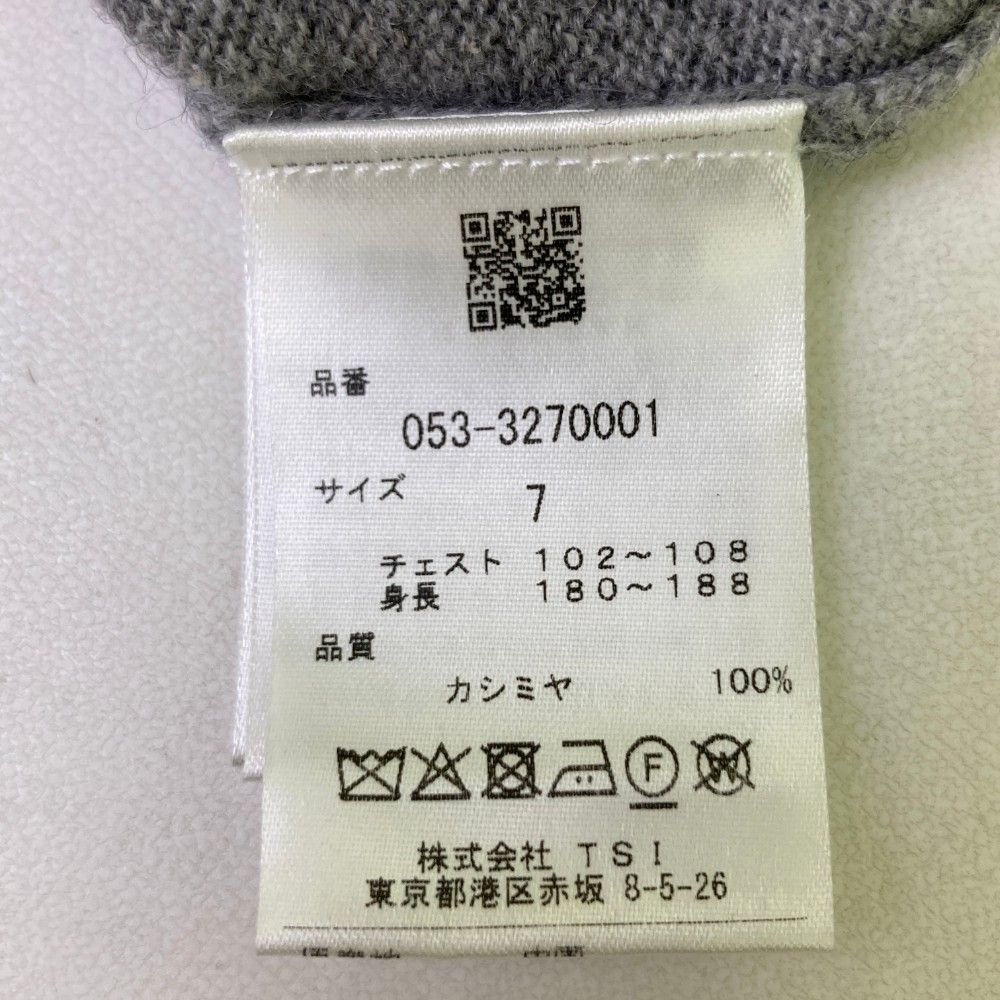 品番
053-3270001
サイズ 7
チェスト 102～108
身長 180～188
品質
カシミヤ 100%
F
W
株式会社 TSI
東京都港区赤坂 8-5-26